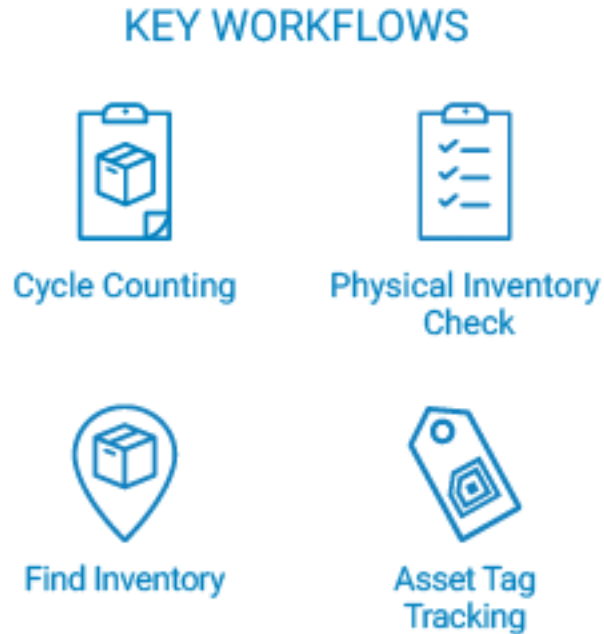 KEY WORKFLOWS
Cycle Counting
Physical Inventory
Check
Find Inventory
Asset Tag
Tracking